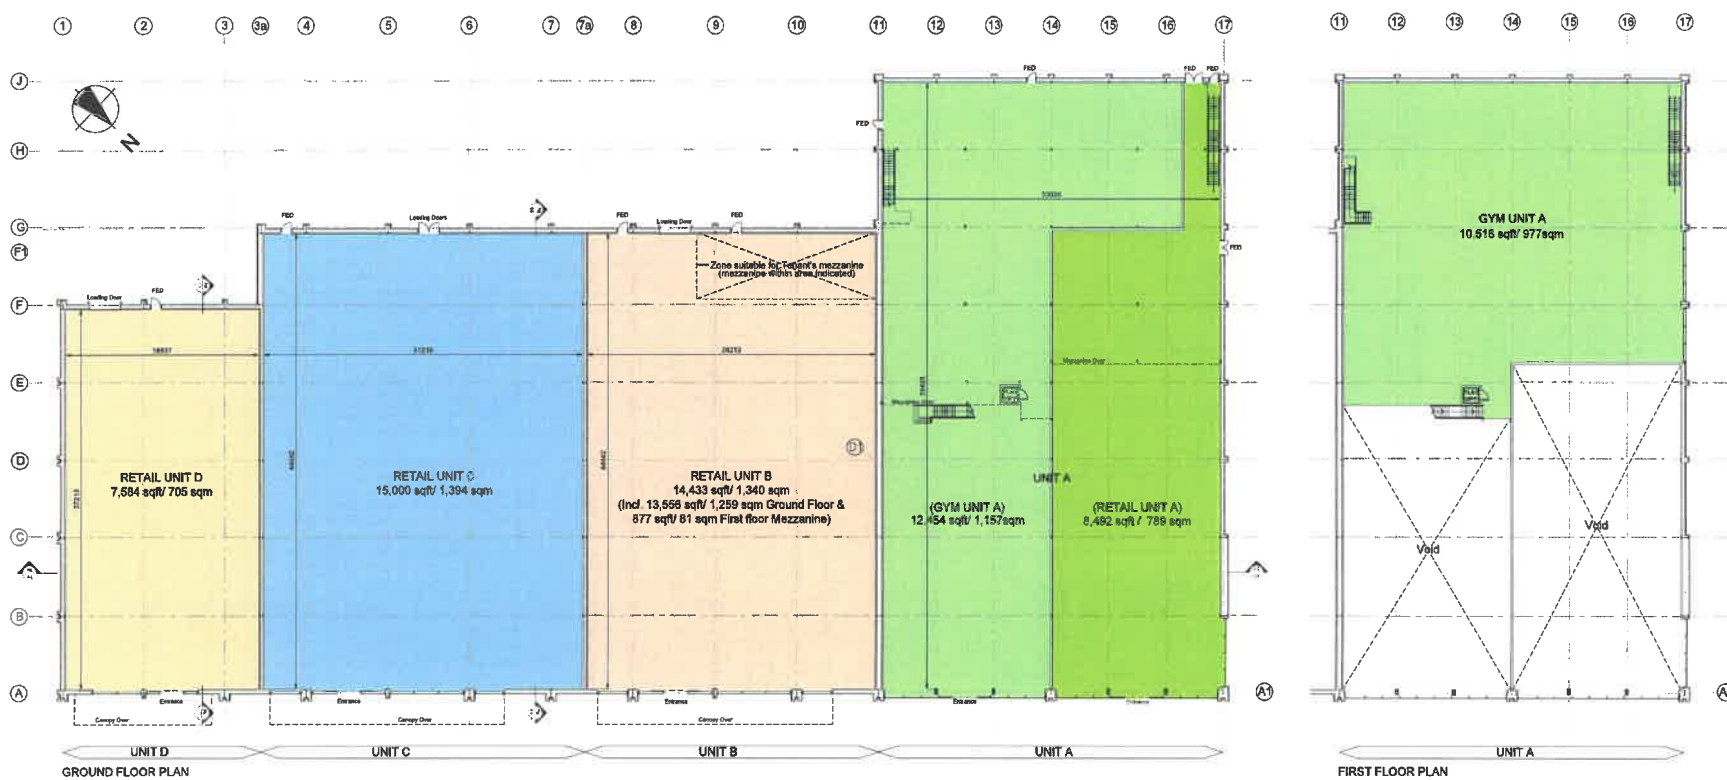 1 2 3 3a 4 5 6 7 7a 8 9 10 11 12 13 14 15 16 17
11 12 13 14 15 16 17
J
H
G
F1
F
E
D
C
B
A
N
FED
FED
FED
FED
FED
Loading Doors
FED
Loading Door
FED
FED
Loading Door
FED
Zone suitable for Tenant's mezzanine
(mezzanine within area indicated)
Mezzanine Over
D1
RETAIL UNIT D
7,584 sqft/ 705 sqm
RETAIL UNIT C
15,000 sqft/ 1,394 sqm
RETAIL UNIT B
14,433 sqft/ 1,340 sqm
(Incl. 13,556 sqft/ 1,259 sqm Ground Floor &
877 sqft/ 81 sqm First floor Mezzanine)
UNIT A
(GYM UNIT A)
12,454 sqft/ 1,157sqm
(RETAIL UNIT A)
8,492 sqft / 789 sqm
GYM UNIT A
10,516 sqft/ 977sqm
Void
Void
A1
Entrance
Entrance
Entrance
Entrance
Entrance
Canopy Over
Canopy Over
Canopy Over
UNIT D
UNIT C
UNIT B
UNIT A
UNIT A
GROUND FLOOR PLAN
FIRST FLOOR PLAN